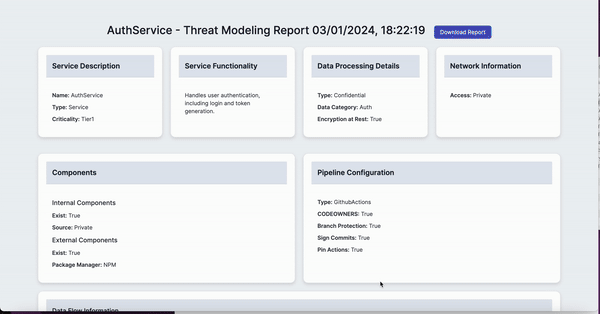 AuthService - Threat Modeling Report 03/01/2024, 18:22:19
Download Report
Service Description
Name: AuthService
Type: Service
Criticality: Tier1
Service Functionality
Handles user authentication,
including login and token
generation.
Data Processing Details
Type: Confidential
Data Category: Auth
Encryption at Rest: True
Network Information
Access: Private
Components
Internal Components
Exist: True
Source: Private
External Components
Exist: True
Package Manager: NPM
Pipeline Configuration
Type: GithubActions
CODEOWNERS: True
Branch Protection: True
Sign Commits: True
Pin Actions: True
Data Flow Information